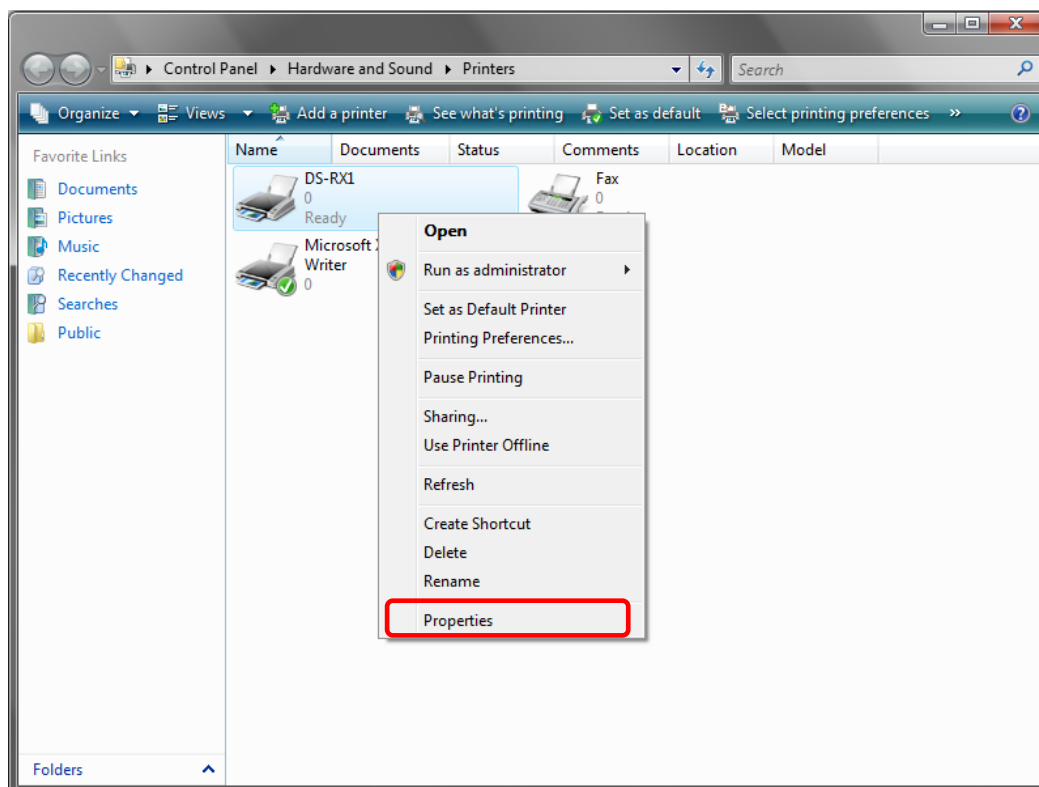 Control Panel Hardware and Sound Printers
Search
Organize Views Add a printer See what's printing Set as default Select printing preferences »
Favorite Links
Documents
Pictures
Music
Recently Changed
Searches
Public
Folders
Name Documents Status Comments Location Model
DS-RX1
0
Ready
Fax
0
Microsoft
Writer
0
Open
Run as administrator
Set as Default Printer
Printing Preferences...
Pause Printing
Sharing...
Use Printer Offline
Refresh
Create Shortcut
Delete
Rename
Properties